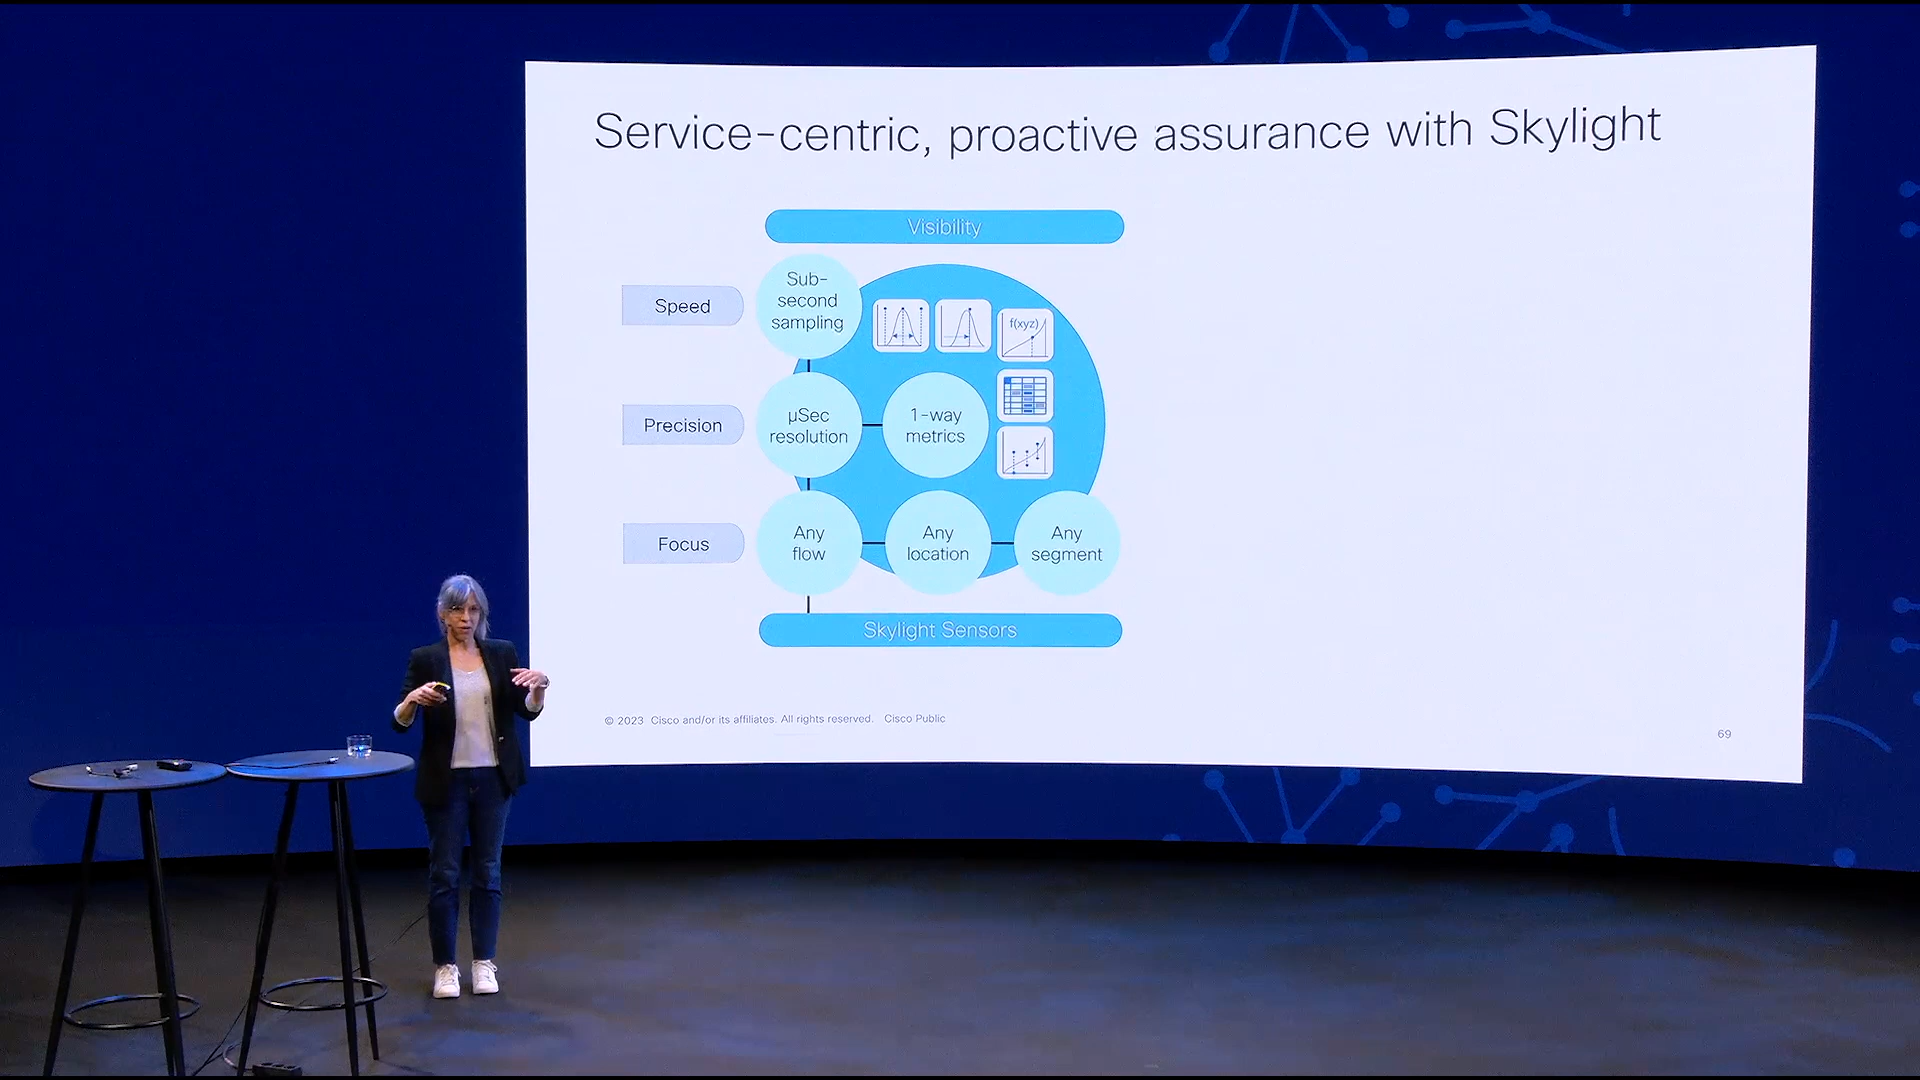 Service-centric, proactive assurance with Skylight
Visibility
Speed
Sub-
second
sampling
f(xyz)
Precision
µSec
resolution
1-way
metrics
Focus
Any
flow
Any
location
Any
segment
Skylight Sensors
© 2023 Cisco and/or its affiliates. All rights reserved. Cisco Public
69